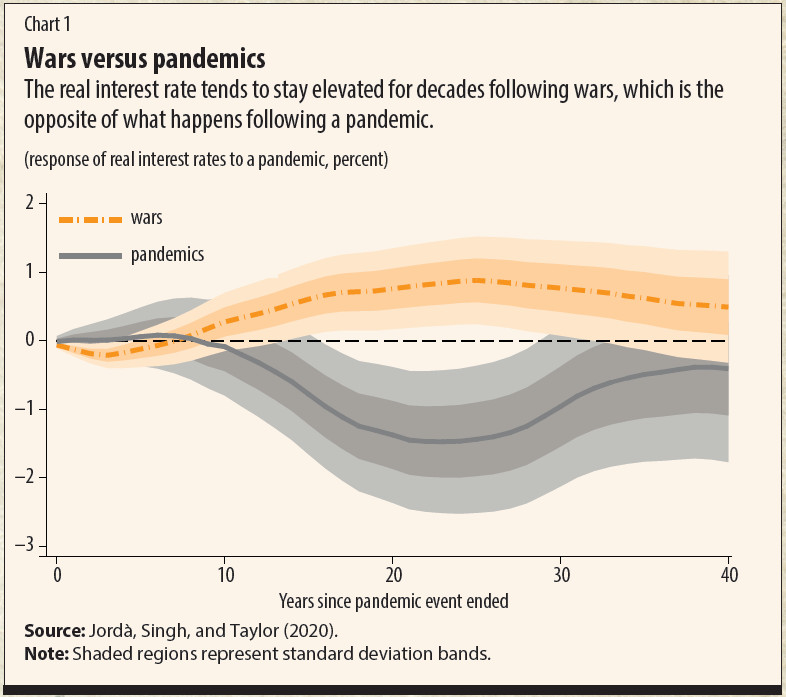 Chart 1
Wars versus pandemics
The real interest rate tends to stay elevated for decades following wars, which is the
opposite of what happens following a pandemic.
(response of real interest rates to a pandemic, percent)
2
wars
pandemics
1
0
−1
−2
−3
0 10 20 30 40
Years since pandemic event ended
Source: Jordà, Singh, and Taylor (2020).
Note: Shaded regions represent standard deviation bands.